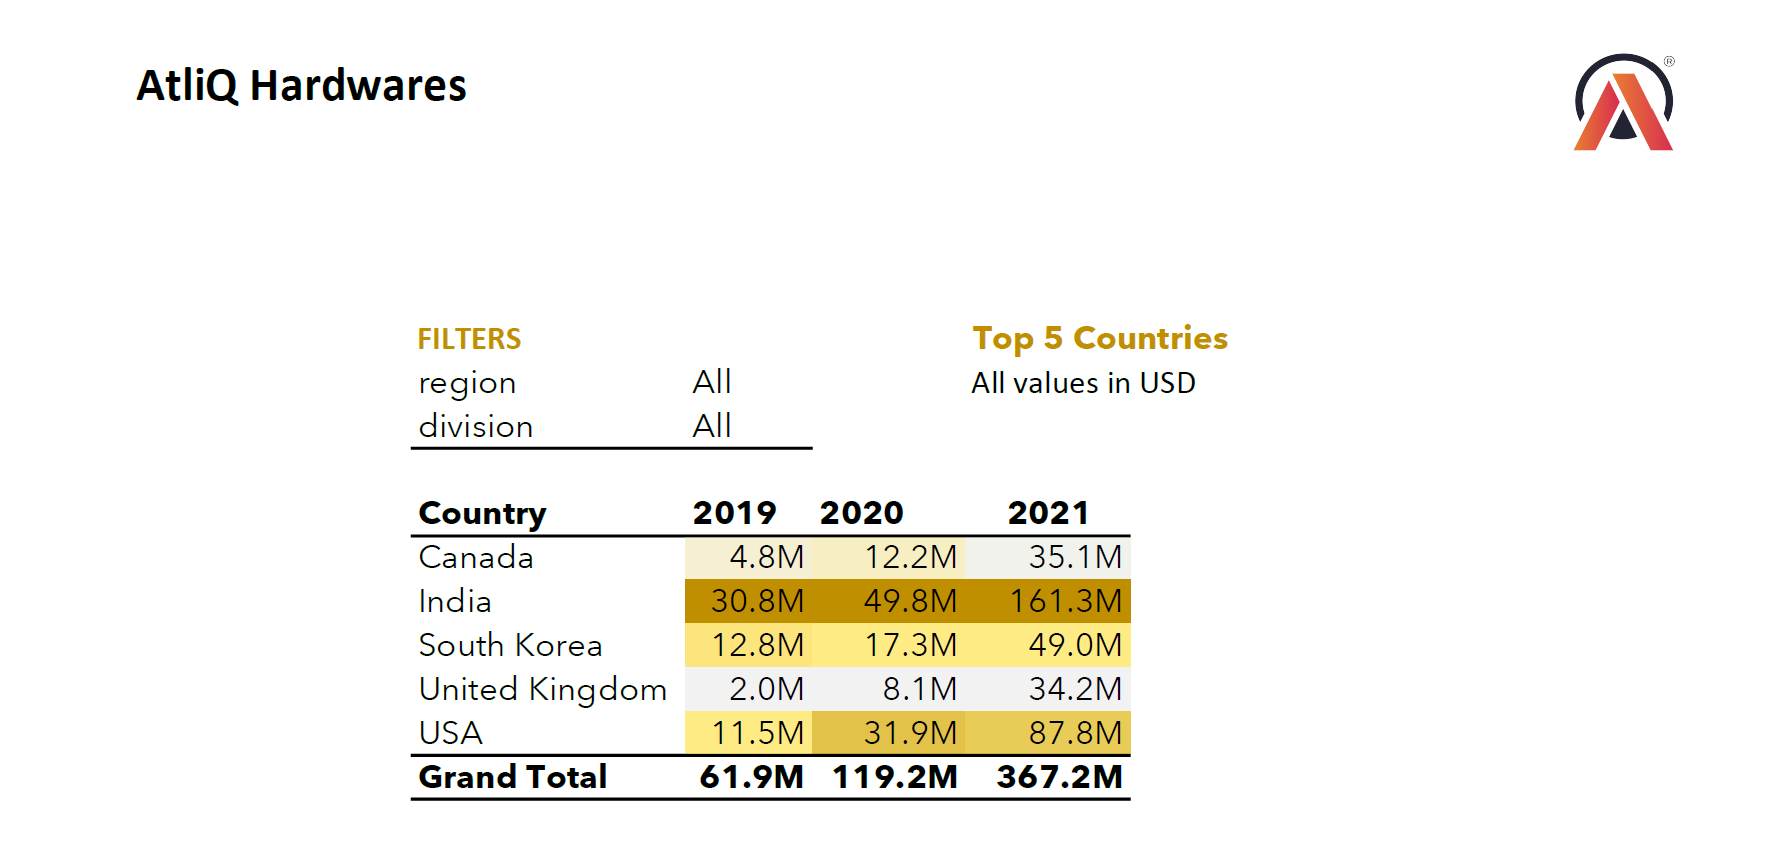 AtliQ Hardwares
®
FILTERS Top 5 Countries
region All All values in USD
division All
Country 2019 2020 2021
Canada 4.8M 12.2M 35.1M
India 30.8M 49.8M 161.3M
South Korea 12.8M 17.3M 49.0M
United Kingdom 2.0M 8.1M 34.2M
USA 11.5M 31.9M 87.8M
Grand Total 61.9M 119.2M 367.2M